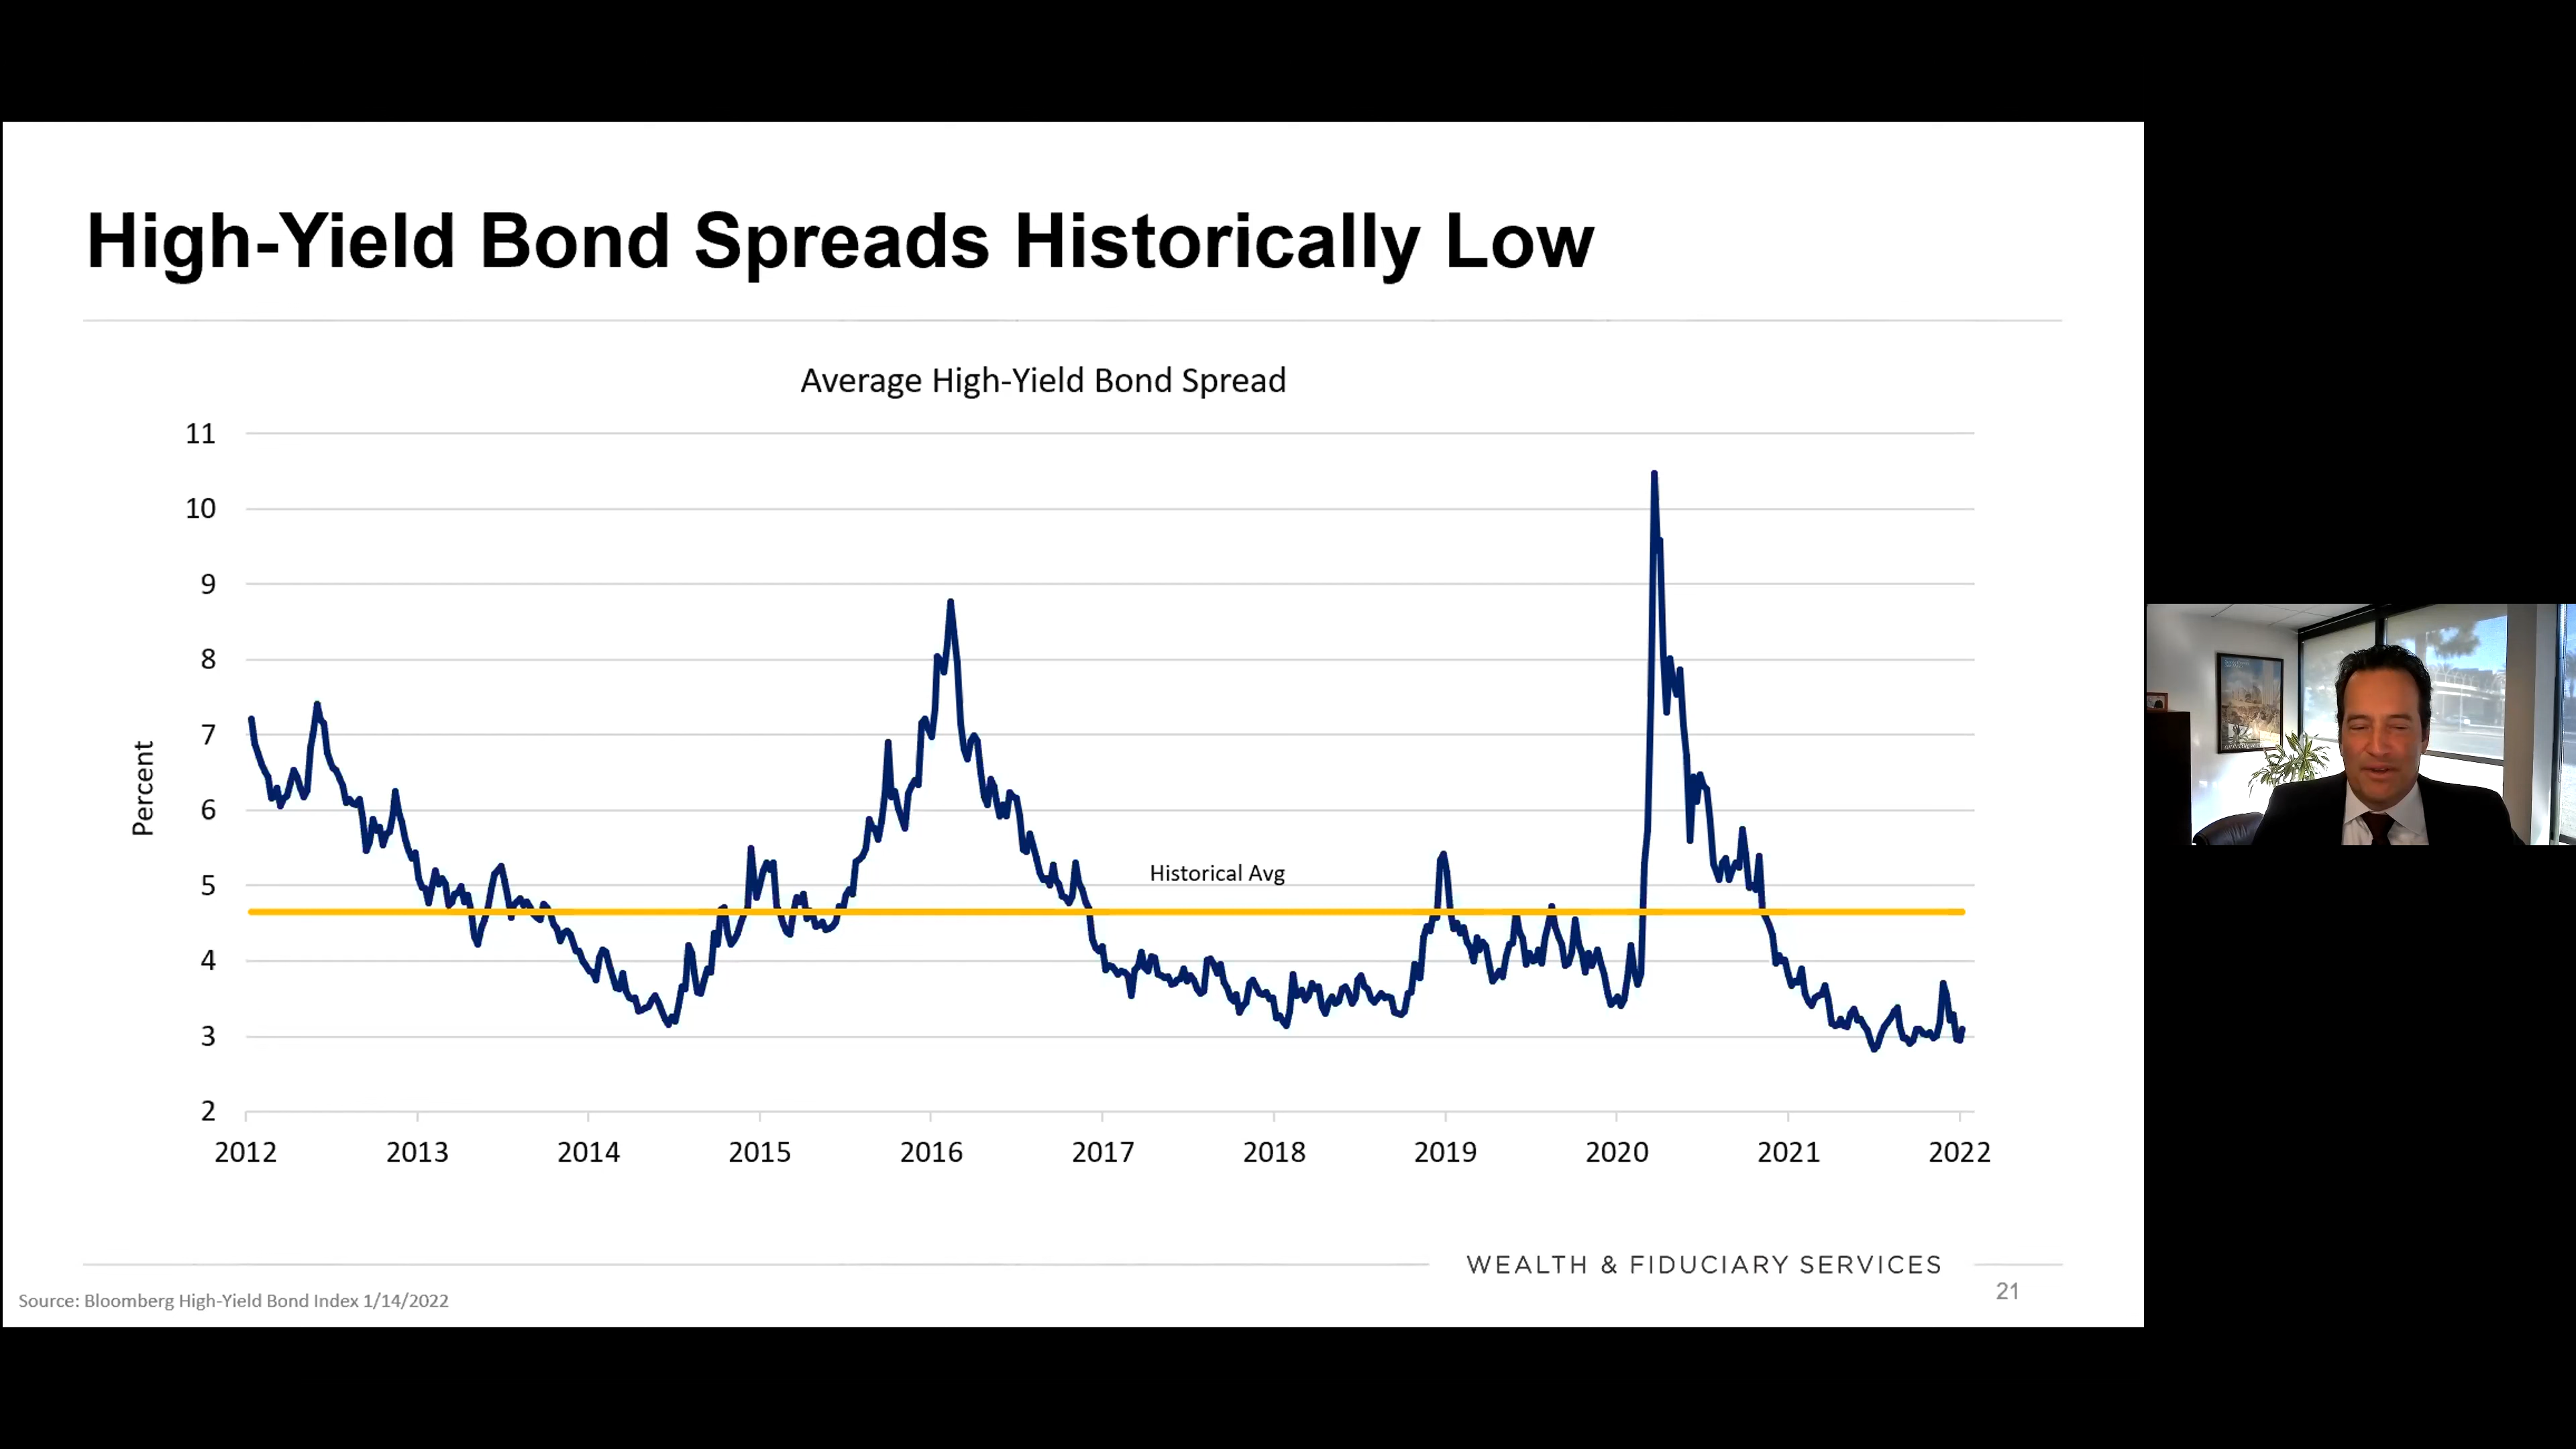 High-Yield Bond Spreads Historically Low
Average High-Yield Bond Spread
11
10
9
8
7
6
5
4
3
2
Percent
Historical Avg
2012 2013 2014 2015 2016 2017 2018 2019 2020 2021 2022
WEALTH & FIDUCIARY SERVICES
21
Source: Bloomberg High-Yield Bond Index 1/14/2022